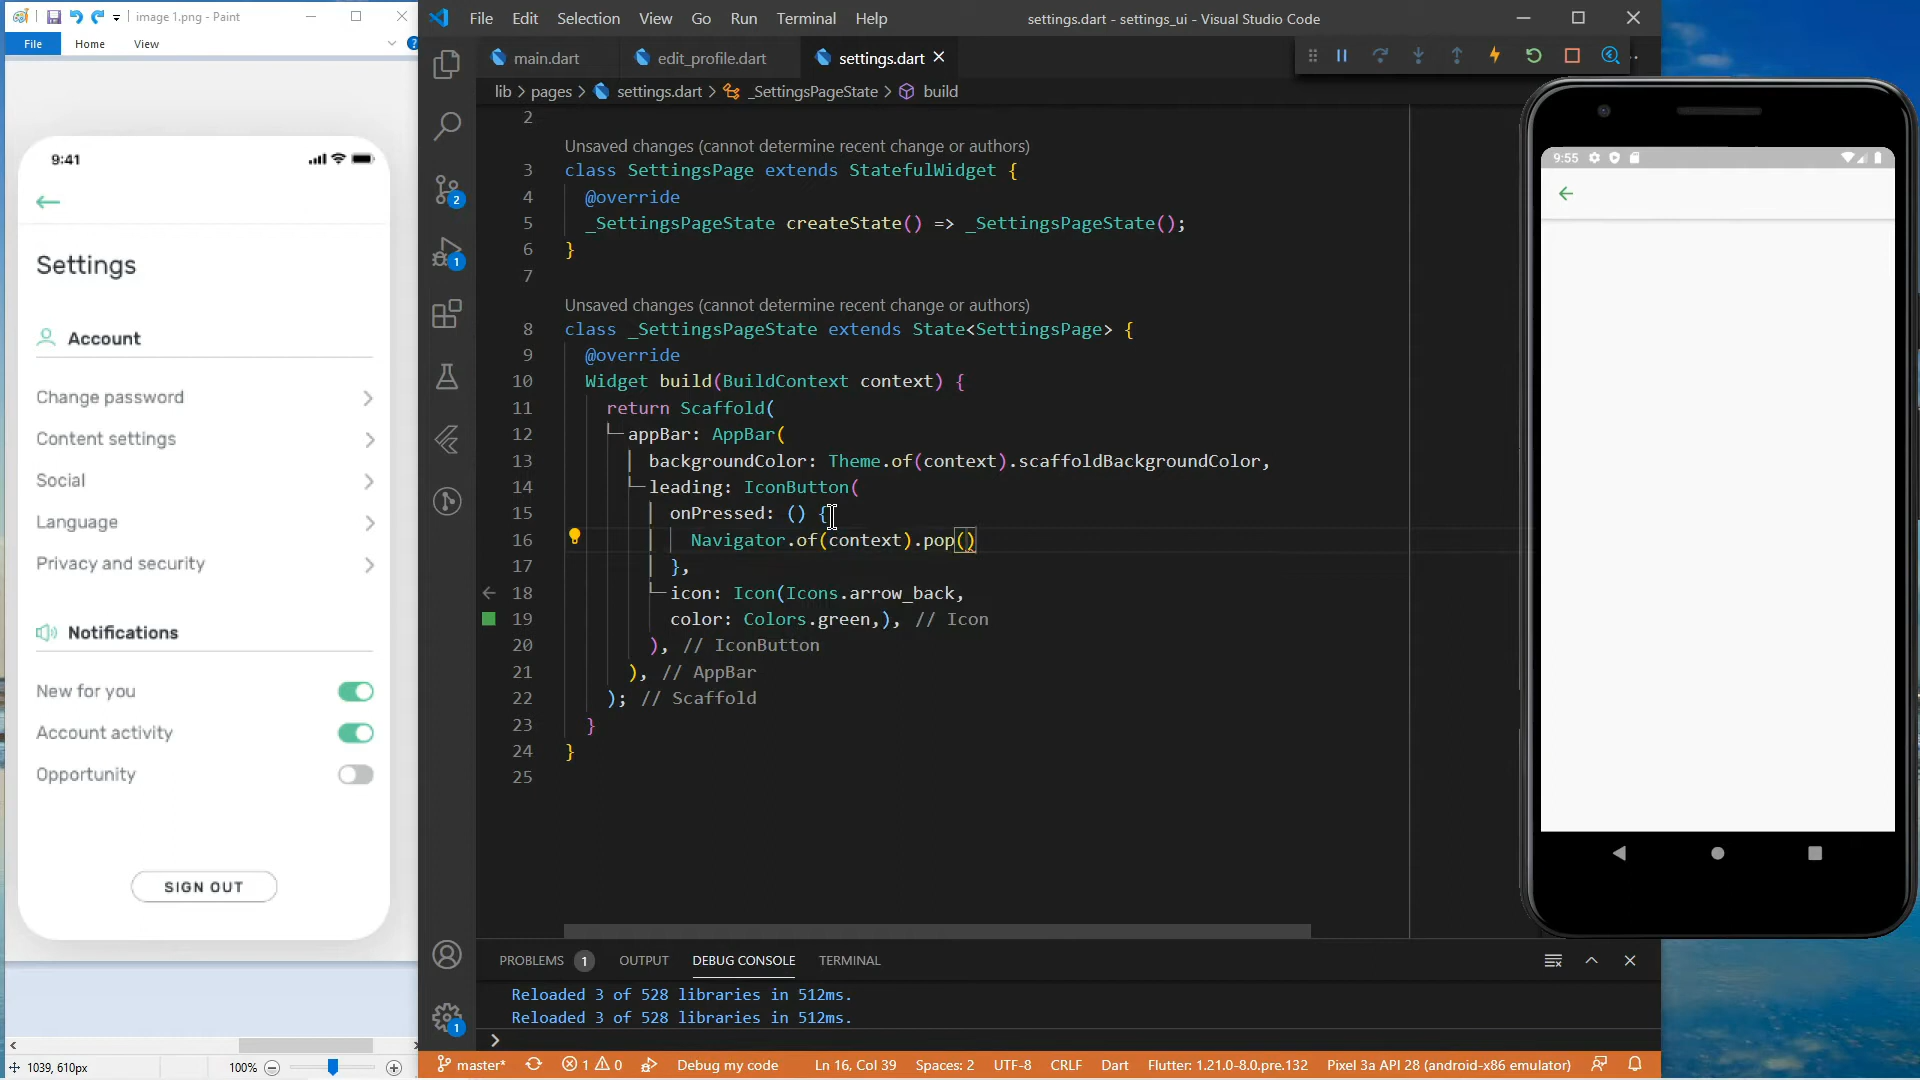 image 1.png - Paint
File
Home
View
9:41
Settings
Account
Change password
Content settings
Social
Language
Privacy and security
Notifications
New for you
Account activity
Opportunity
SIGN OUT
1039, 610px
100%
File Edit Selection View Go Run Terminal Help
settings.dart - settings_ui - Visual Studio Code
main.dart
edit_profile.dart
settings.dart
lib > pages > settings.dart > _SettingsPageState > build
2
Unsaved changes (cannot determine recent change or authors)
3 class SettingsPage extends StatefulWidget {
4 @override
5 _SettingsPageState createState() => _SettingsPageState();
6 }
7
Unsaved changes (cannot determine recent change or authors)
8 class _SettingsPageState extends State<SettingsPage> {
9 @override
10 Widget build(BuildContext context) {
11 return Scaffold(
12 appBar: AppBar(
13 backgroundColor: Theme.of(context).scaffoldBackgroundColor,
14 leading: IconButton(
15 onPressed: () {
16 Navigator.of(context).pop()
17 },
18 icon: Icon(Icons.arrow_back,
19 color: Colors.green,), // Icon
20 ), // IconButton
21 ), // AppBar
22 ); // Scaffold
23 }
24 }
25
2
1
1
PROBLEMS 1 OUTPUT DEBUG CONSOLE TERMINAL
Reloaded 3 of 528 libraries in 512ms.
Reloaded 3 of 528 libraries in 512ms.
>
master* 1 0 Debug my code Ln 16, Col 39 Spaces: 2 UTF-8 CRLF Dart Flutter: 1.21.0-8.0.pre.132 Pixel 3a API 28 (android-x86 emulator)
9:55